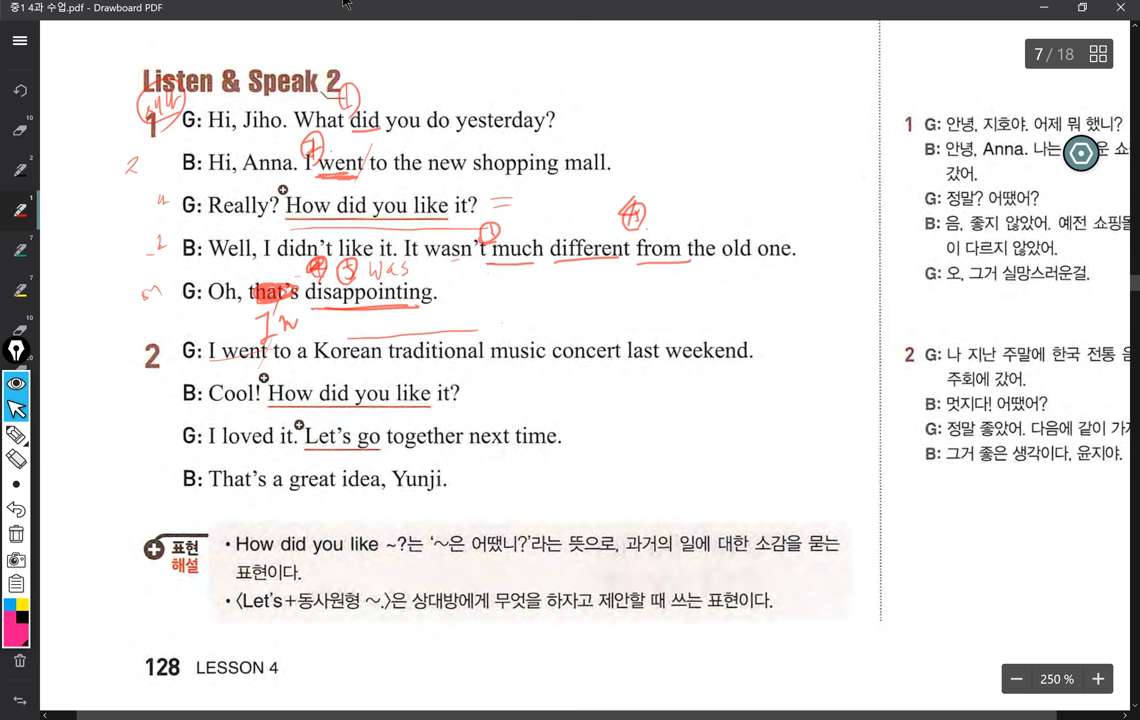 중1 4과 수업.pdf - Drawboard PDF
7 / 18
Listen & Speak 2
1 G: Hi, Jiho. What did you do yesterday?
B: Hi, Anna. I went to the new shopping mall.
G: Really? How did you like it?
B: Well, I didn't like it. It wasn't much different from the old one.
was
G: Oh, that's disappointing.
2 G: I went to a Korean traditional music concert last weekend.
B: Cool! How did you like it?
G: I loved it. Let's go together next time.
B: That's a great idea, Yunji.
표현
해설
• How did you like ~?는 '~은 어땠니?'라는 뜻으로, 과거의 일에 대한 소감을 묻는
표현이다.
• 〈Let's+동사원형 ~.〉은 상대방에게 무엇을 하자고 제안할 때 쓰는 표현이다.
128 LESSON 4
1 G: 안녕, 지호야. 어제 뭐 했니?
B: 안녕, Anna. 나는 쇼
갔어.
G: 정말? 어땠어?
B: 음, 좋지 않았어. 예전 쇼핑몰
이 다르지 않았어.
G: 오, 그거 실망스러운걸.
2 G: 나 지난 주말에 한국 전통 음
주회에 갔어.
B: 멋지다! 어땠어?
G: 정말 좋았어. 다음에 같이 가
B: 그거 좋은 생각이다, 윤지야.
250 %